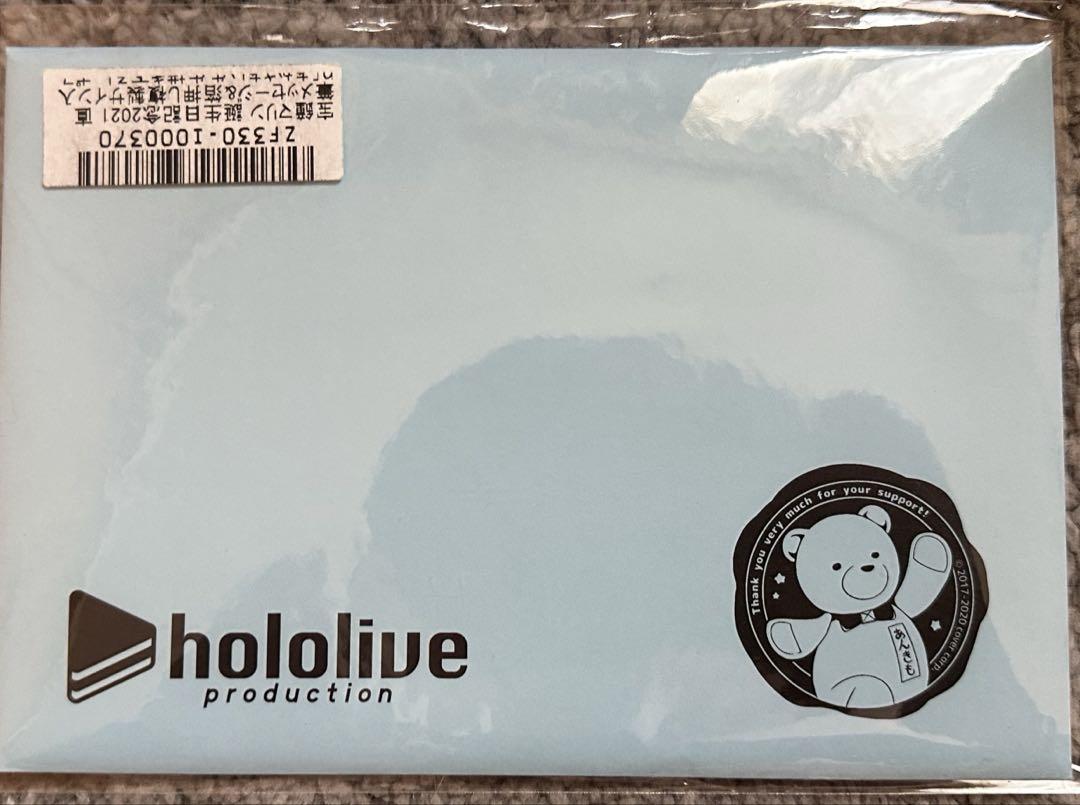 ZF330-I000370
宝鐘マリン 誕生日記念2021 直
筆メッセージ&箔押し複製サイン入
hololive
production
Thank you very much for your support!
©2017-2020 cover corp.
あんきも